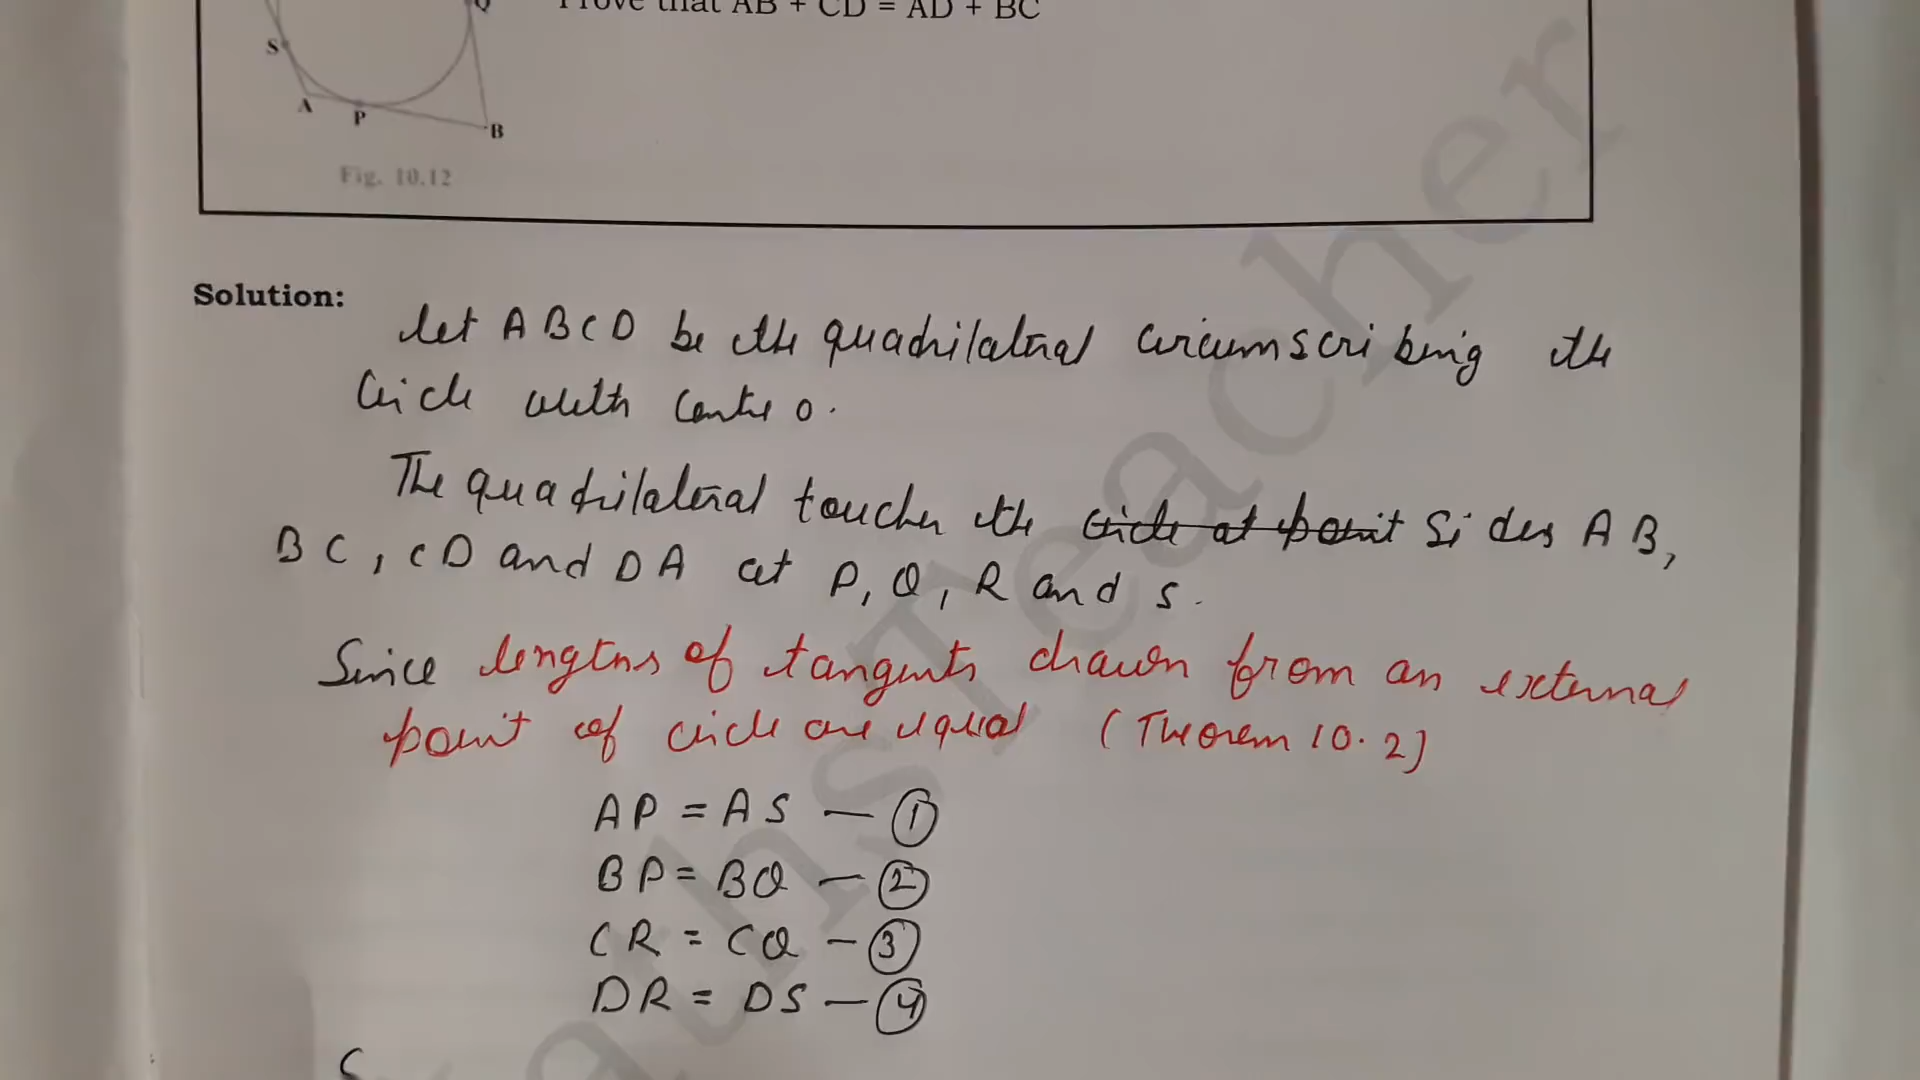 Q Prove that AB + CD = AD + BC
S
A
P
B
Fig. 10.12
Solution:
Let ABCD be the quadrilateral circumscribing the
Circle with Centre O.
The quadrilateral touches the circle at point Sides AB,
BC, CD and DA at P, Q, R and S.
Since lengths of tangents drawn from an external
point of circle are equal (Theorem 10.2)
AP = AS — ①
BP = BQ — ②
CR = CQ — ③
DR = DS — ④
athsTeacher